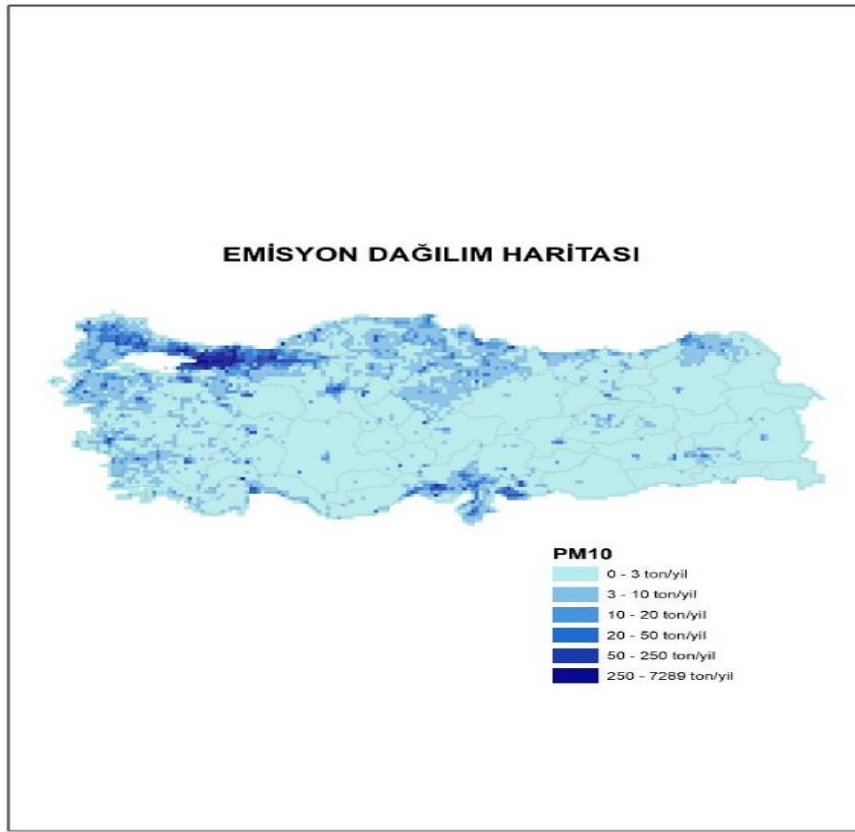 EMİSYON DAĞILIM HARİTASI
PM10
0 - 3 ton/yil
3 - 10 ton/yil
10 - 20 ton/yil
20 - 50 ton/yil
50 - 250 ton/yil
250 - 7289 ton/yil